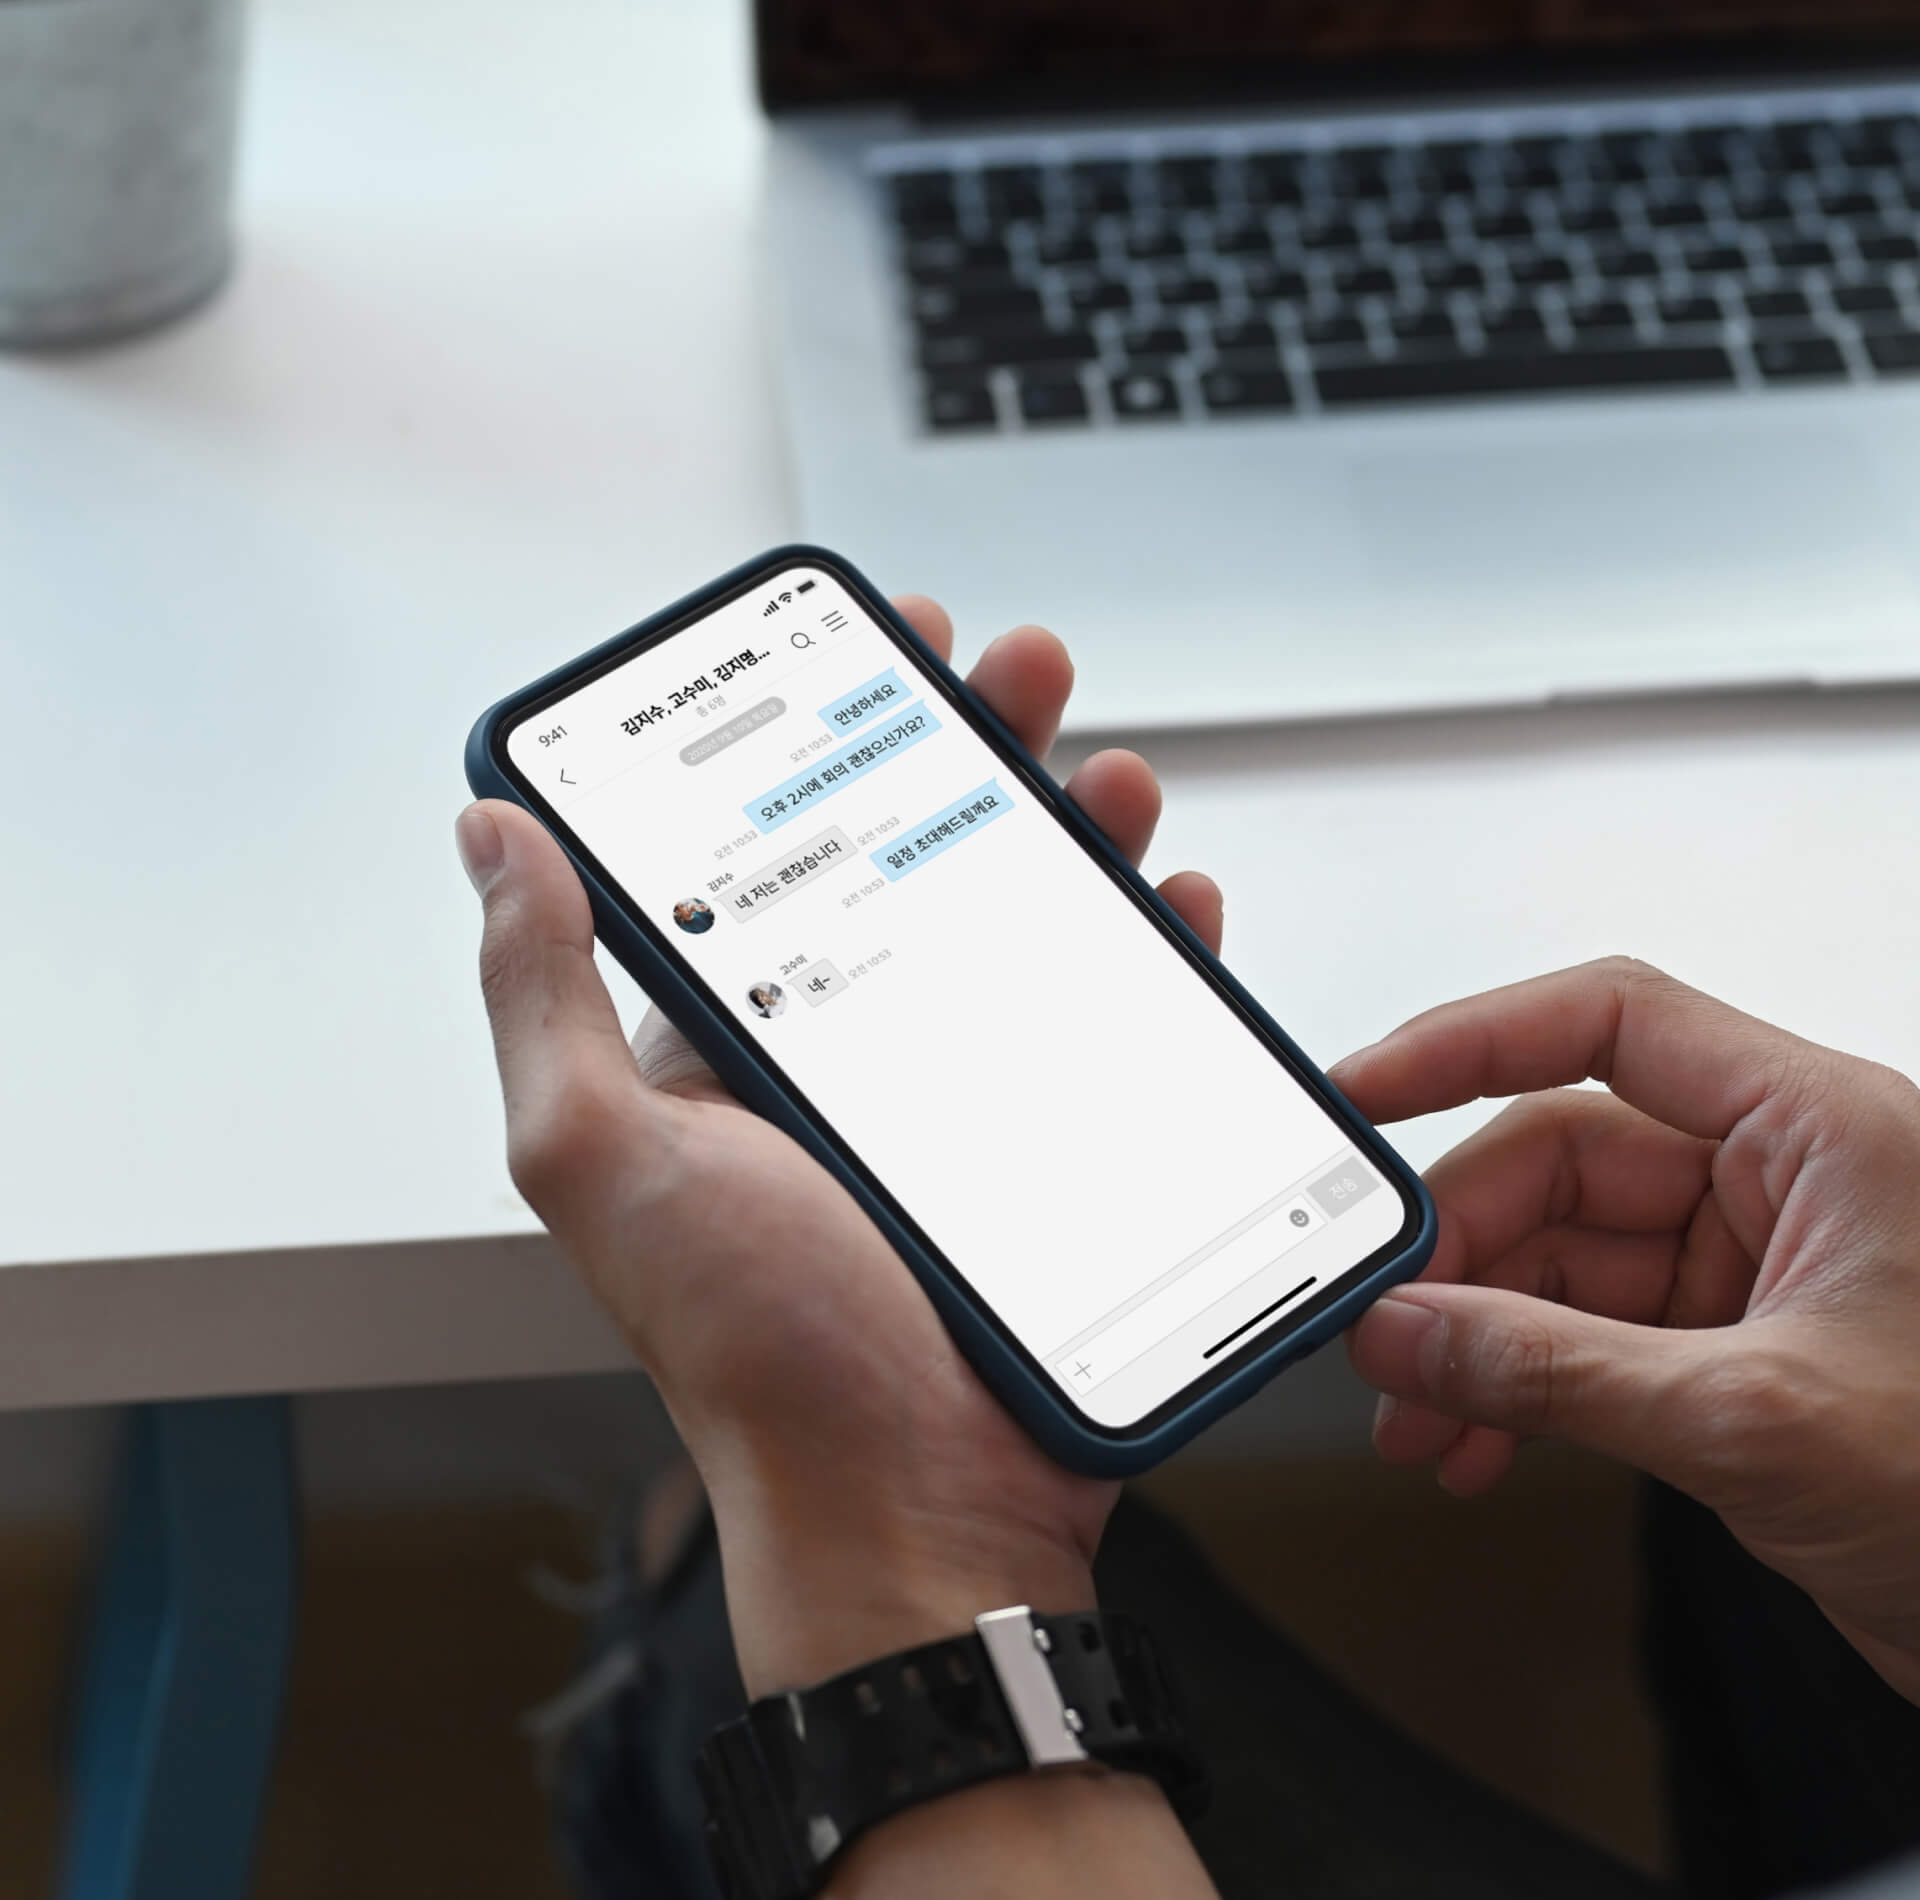 9:41
김지수, 고수미, 김지명...
총 6명
2020년 9월 10일 목요일
안녕하세요
오전 10:53
오후 2시에 회의 괜찮으신가요?
오전 10:53
김지수
네 저는 괜찮습니다
오전 10:53
일정 초대해드릴께요
오전 10:53
고수미
네~
오전 10:53
전송